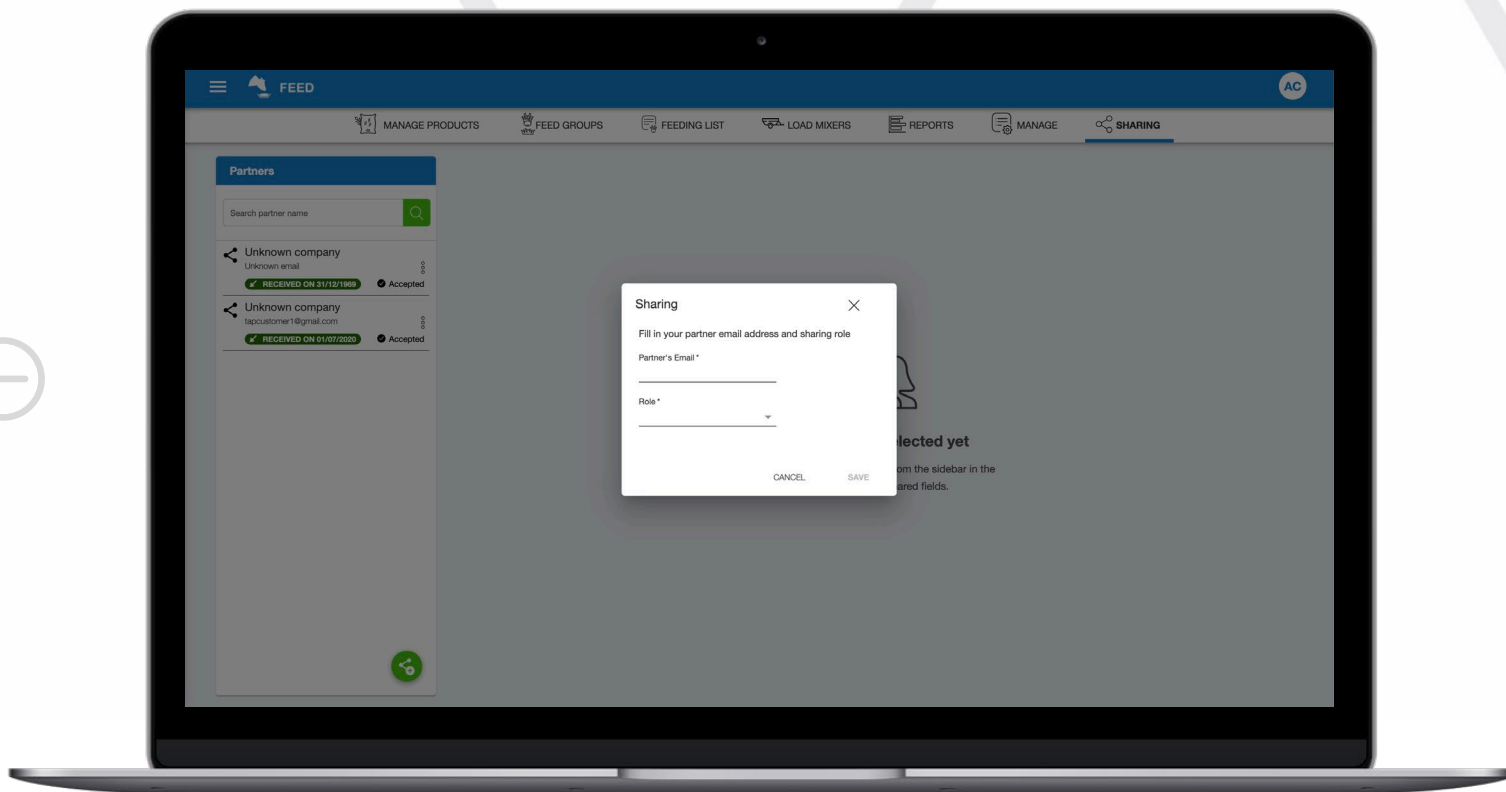 FEED
AC
MANAGE PRODUCTS
FEED GROUPS
FEEDING LIST
LOAD MIXERS
REPORTS
MANAGE
SHARING
Partners
Search partner name
Unknown company
Unknown email
RECEIVED ON 31/12/1969
Accepted
Unknown company
tapcustomer1@gmail.com
RECEIVED ON 01/07/2020
Accepted
Sharing
Fill in your partner email address and sharing role
Partner's Email *
Role *
CANCEL
SAVE
yet
the sidebar in the
fields.